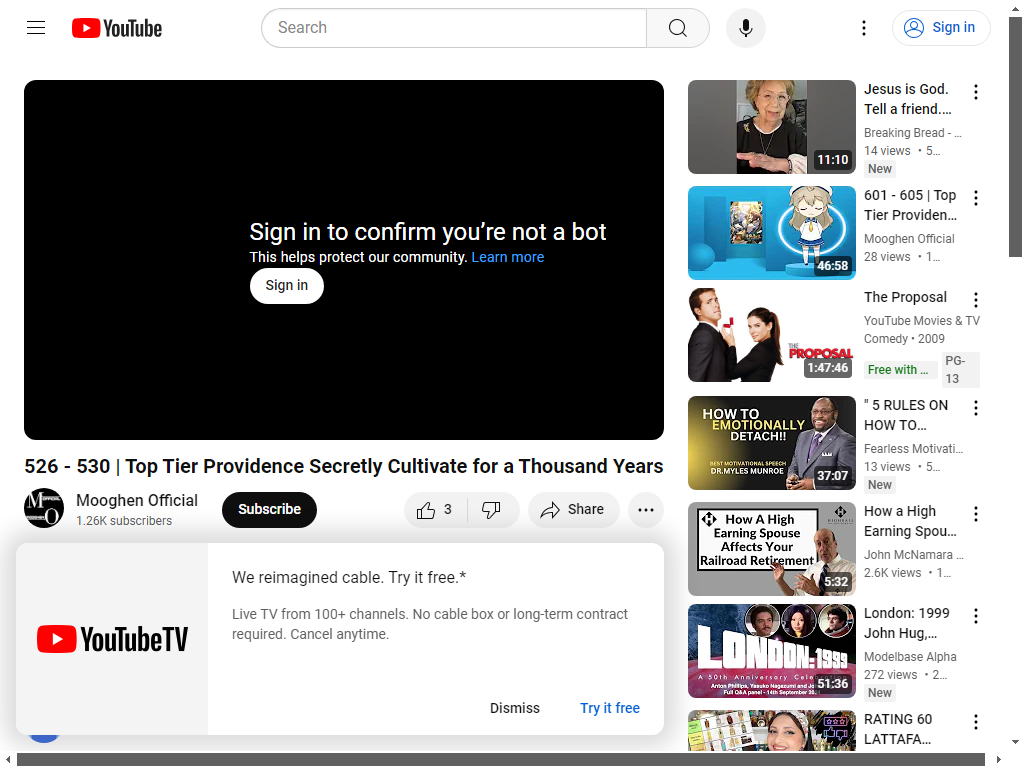 YouTube
Search
Sign in
Sign in to confirm you’re not a bot
This helps protect our community. Learn more
Sign in
526 - 530 | Top Tier Providence Secretly Cultivate for a Thousand Years
Mooghen Official
1.26K subscribers
Subscribe
3
Share
YouTubeTV
We reimagined cable. Try it free.*
Live TV from 100+ channels. No cable box or long-term contract
required. Cancel anytime.
Dismiss
Try it free
11:10
Jesus is God.
Tell a friend....
Breaking Bread - ...
14 views • 5...
New
46:58
601 - 605 | Top
Tier Providen...
Mooghen Official
28 views • 1...
THE
PROPOSAL
1:47:46
The Proposal
YouTube Movies & TV
Comedy • 2009
Free with ...
PG-
13
HOW TO
EMOTIONALLY
DETACH!!
BEST MOTIVATIONAL SPEECH
DR.MYLES MUNROE
37:07
" 5 RULES ON
HOW TO...
Fearless Motivati...
13 views • 5...
New
How A High
Earning Spouse
Affects Your
Railroad Retirement
5:32
How a High
Earning Spou...
John McNamara ...
2.6K views • 1...
LONDON:1999
A 50th Anniversary Celebration
51:36
London: 1999
John Hug,...
Modelbase Alpha
272 views • 2...
New
RATING 60
LATTAFA...